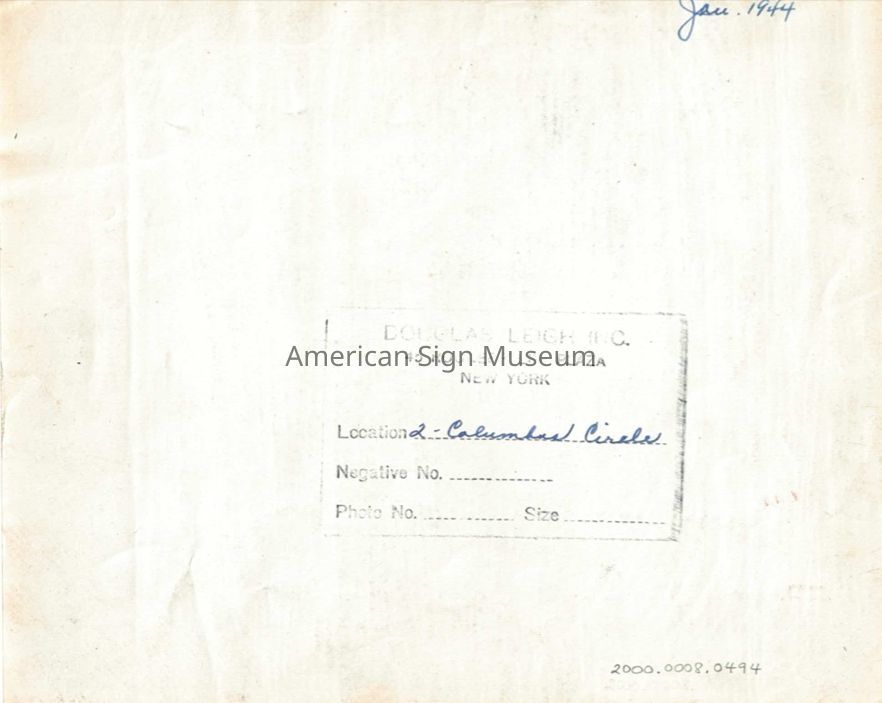 Jan. 1944
DOUGLAS LEIGH INC.
American Sign Museum
PLAZA
NEW YORK
Location 2 - Columbus Circle
Negative No.
Photo No. Size
2000.0008.0494